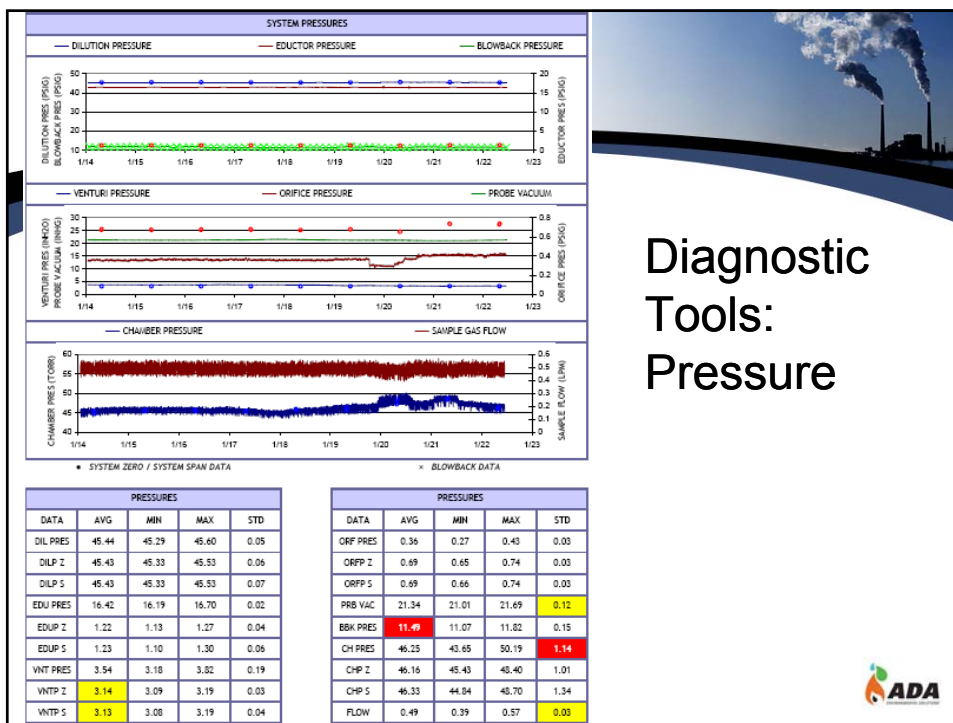 SYSTEM PRESSURES
DILUTION PRESSURE EDUCTOR PRESSURE BLOWBACK PRESSURE
DILUTION PRES (PSIG)
BLOWBACK PRES (PSIG)
50
40
30
20
10
20
15
10
5
0
EDUCTOR PRES (PSIG)
1/14 1/15 1/16 1/17 1/18 1/19 1/20 1/21 1/22 1/23
VENTURI PRESSURE ORIFICE PRESSURE PROBE VACUUM
VENTURI PRES (INH2O)
PROBE VACUUM (INHG)
30
25
20
15
10
5
0
0.8
0.6
0.4
0.2
0
ORIFICE PRES (PSIG)
1/14 1/15 1/16 1/17 1/18 1/19 1/20 1/21 1/22 1/23
CHAMBER PRESSURE SAMPLE GAS FLOW
CHAMBER PRES (TORR)
60
55
50
45
40
0.6
0.5
0.4
0.3
0.2
0.1
0
SAMPLE FLOW (LPM)
1/14 1/15 1/16 1/17 1/18 1/19 1/20 1/21 1/22 1/23
• SYSTEM ZERO / SYSTEM SPAN DATA × BLOWBACK DATA
PRESSURES
DATA AVG MIN MAX STD
DIL PRES 45.44 45.29 45.60 0.05
DILP Z 45.43 45.33 45.53 0.06
DILP S 45.43 45.33 45.53 0.07
EDU PRES 16.42 16.19 16.70 0.02
EDUP Z 1.22 1.13 1.27 0.04
EDUP S 1.23 1.10 1.30 0.06
VNT PRES 3.54 3.18 3.82 0.19
VNTP Z 3.14 3.09 3.19 0.03
VNTP S 3.13 3.08 3.19 0.04
PRESSURES
DATA AVG MIN MAX STD
ORF PRES 0.36 0.27 0.43 0.03
ORFP Z 0.69 0.65 0.74 0.03
ORFP S 0.69 0.66 0.74 0.03
PRB VAC 21.34 21.01 21.69 0.12
BBK PRES 11.49 11.07 11.82 0.15
CH PRES 46.25 43.65 50.19 1.14
CHP Z 46.16 45.43 48.40 1.01
CHP S 46.33 44.84 48.70 1.34
FLOW 0.49 0.39 0.57 0.03
Diagnostic
Tools:
Pressure
ADA
ENVIRONMENTAL SOLUTIONS